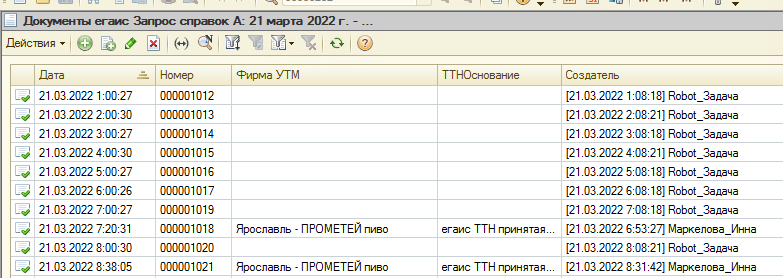 Документы егаис Запрос справок А: 21 марта 2022 г. - ...
Действия
Дата Номер Фирма УТМ ТТНОснование Создатель
21.03.2022 1:00:27 000001012 [21.03.2022 1:08:18] Robot_Задача
21.03.2022 2:00:30 000001013 [21.03.2022 2:08:21] Robot_Задача
21.03.2022 3:00:27 000001014 [21.03.2022 3:08:18] Robot_Задача
21.03.2022 4:00:30 000001015 [21.03.2022 4:08:21] Robot_Задача
21.03.2022 5:00:27 000001016 [21.03.2022 5:08:18] Robot_Задача
21.03.2022 6:00:26 000001017 [21.03.2022 6:08:18] Robot_Задача
21.03.2022 7:00:27 000001019 [21.03.2022 7:08:18] Robot_Задача
21.03.2022 7:20:31 000001018 Ярославль - ПРОМЕТЕЙ пиво егаис ТТН принятая... [21.03.2022 6:53:27] Маркелова_Инна
21.03.2022 8:00:30 000001020 [21.03.2022 8:08:21] Robot_Задача
21.03.2022 8:38:05 000001021 Ярославль - ПРОМЕТЕЙ пиво егаис ТТН принятая... [21.03.2022 8:31:42] Маркелова_Инна